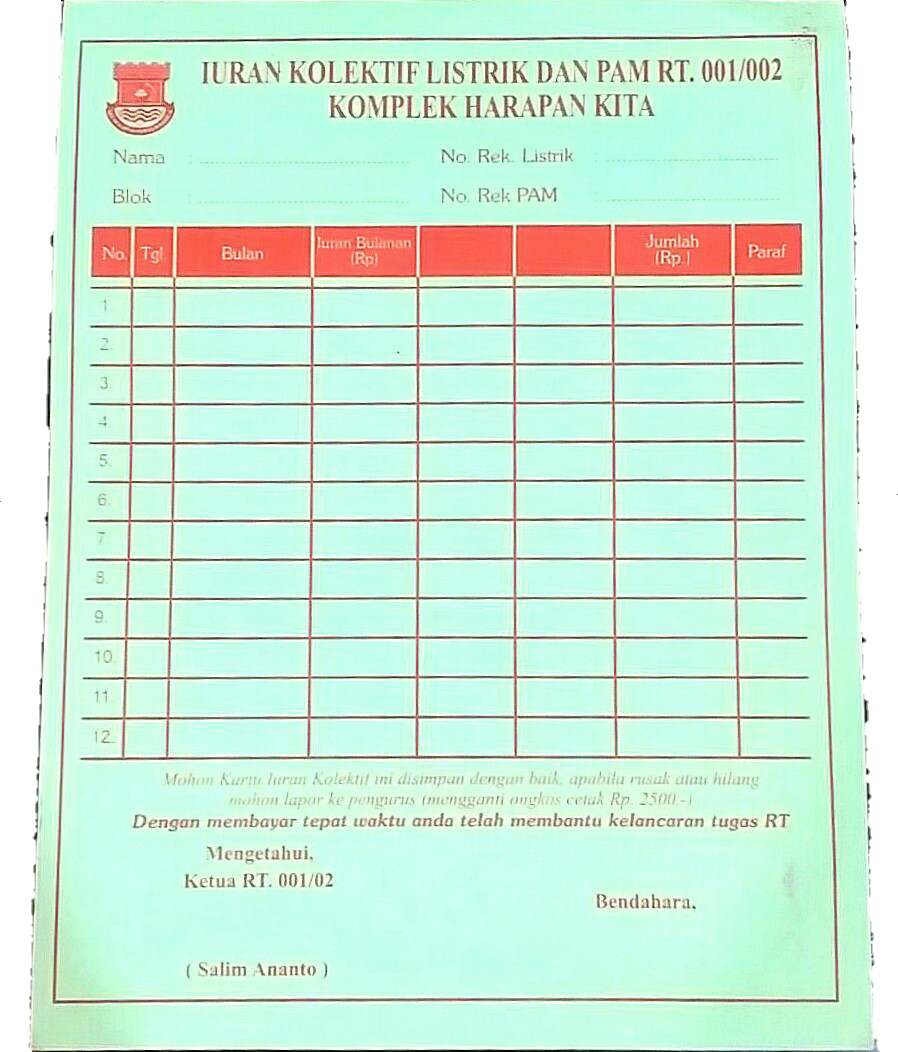 IURAN KOLEKTIF LISTRIK DAN PAM RT. 001/002
KOMPLEK HARAPAN KITA
Nama : No. Rek. Listrik :
Blok : No. Rek PAM :
No. Tgl Bulan Iuran Bulanan (Rp) Jumlah (Rp.) Paraf
1
2.
3.
4.
5.
6.
7
8.
9.
10.
11
12.
Mohon Kartu Iuran Kolektif ini disimpan dengan baik, apabila rusak atau hilang
mohon lapor ke pengurus (mengganti ongkos cetak Rp. 2500,-)
Dengan membayar tepat waktu anda telah membantu kelancaran tugas RT
Mengetahui,
Ketua RT. 001/02
Bendahara,
( Salim Ananto )